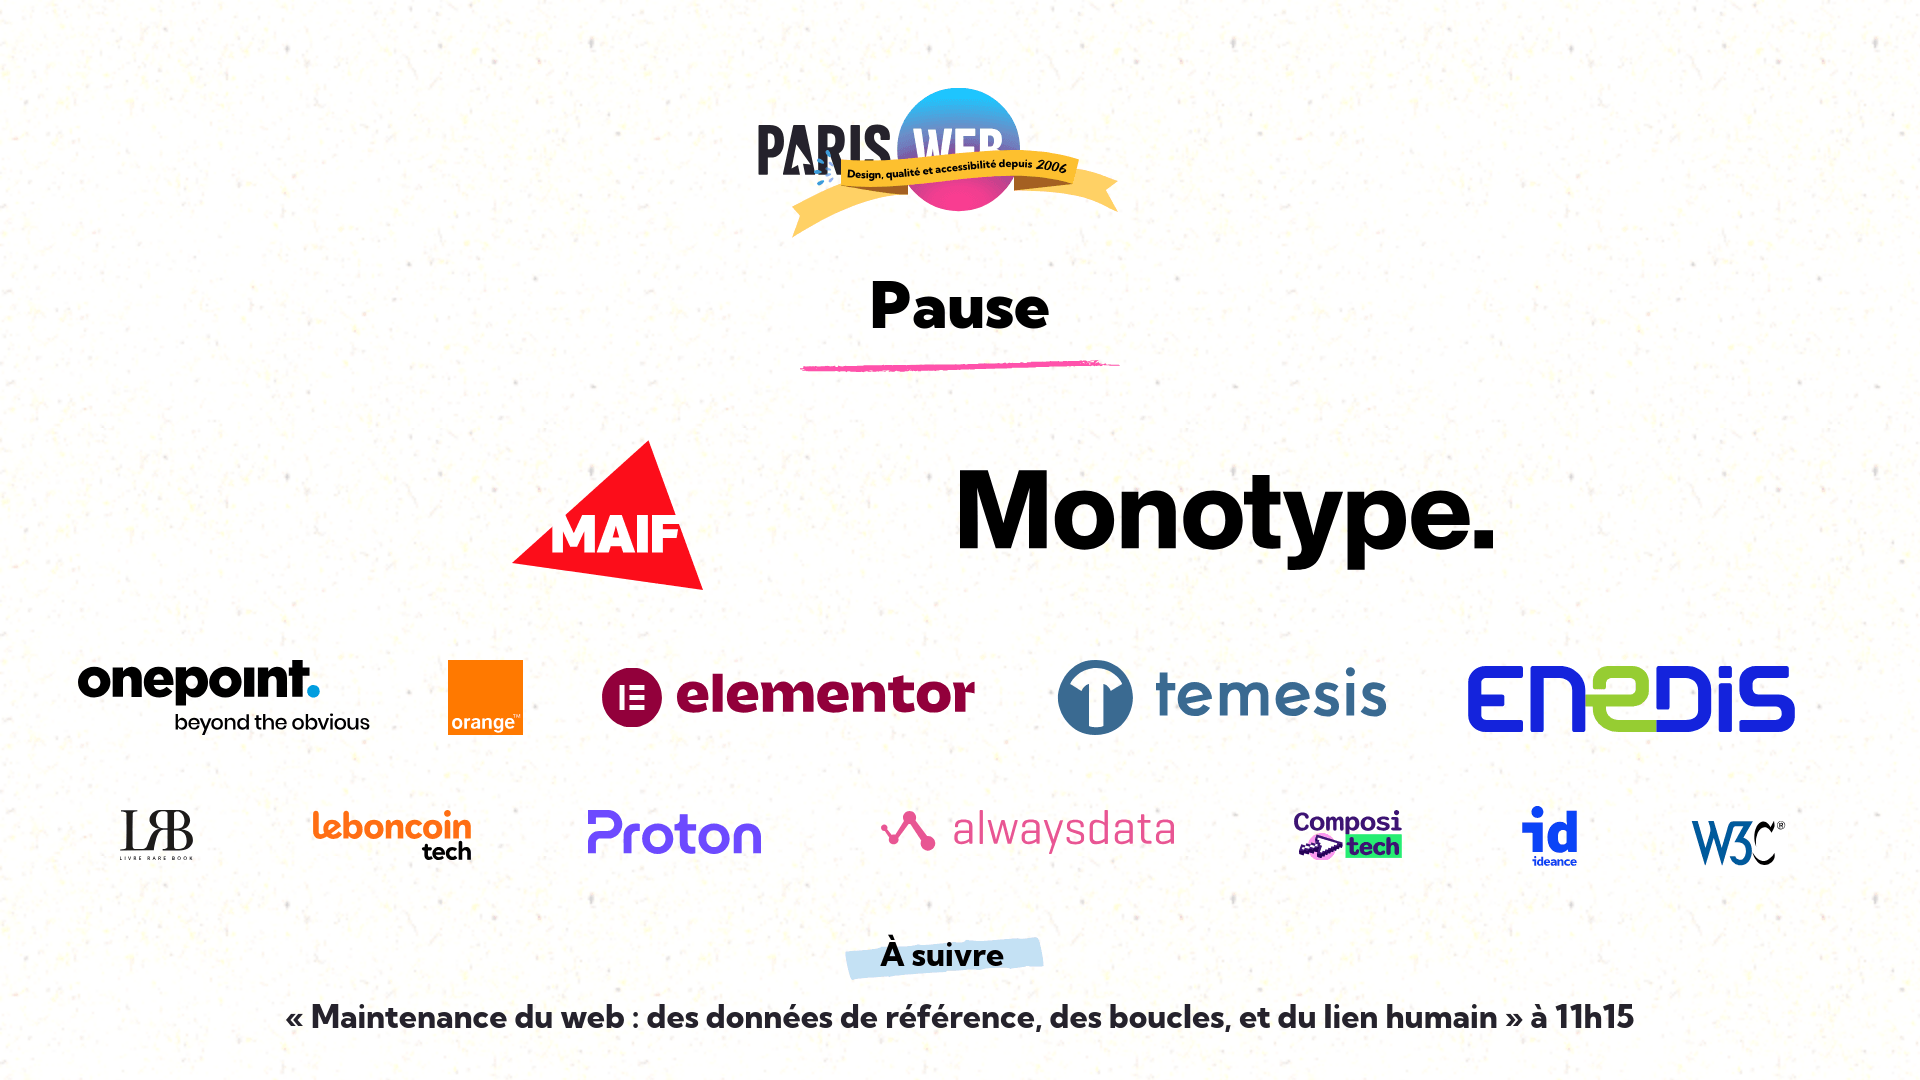 PARIS WEB
Design, qualité et accessibilité depuis 2006
Pause
MAIF
Monotype.
onepoint.
beyond the obvious
orange™
elementor
temesis
ENEDIS
LRB
LIVRE RARE BOOK
leboncoin
tech
Proton
alwaysdata
Composi
tech
id
ideance
W3C®
À suivre
« Maintenance du web : des données de référence, des boucles, et du lien humain » à 11h15